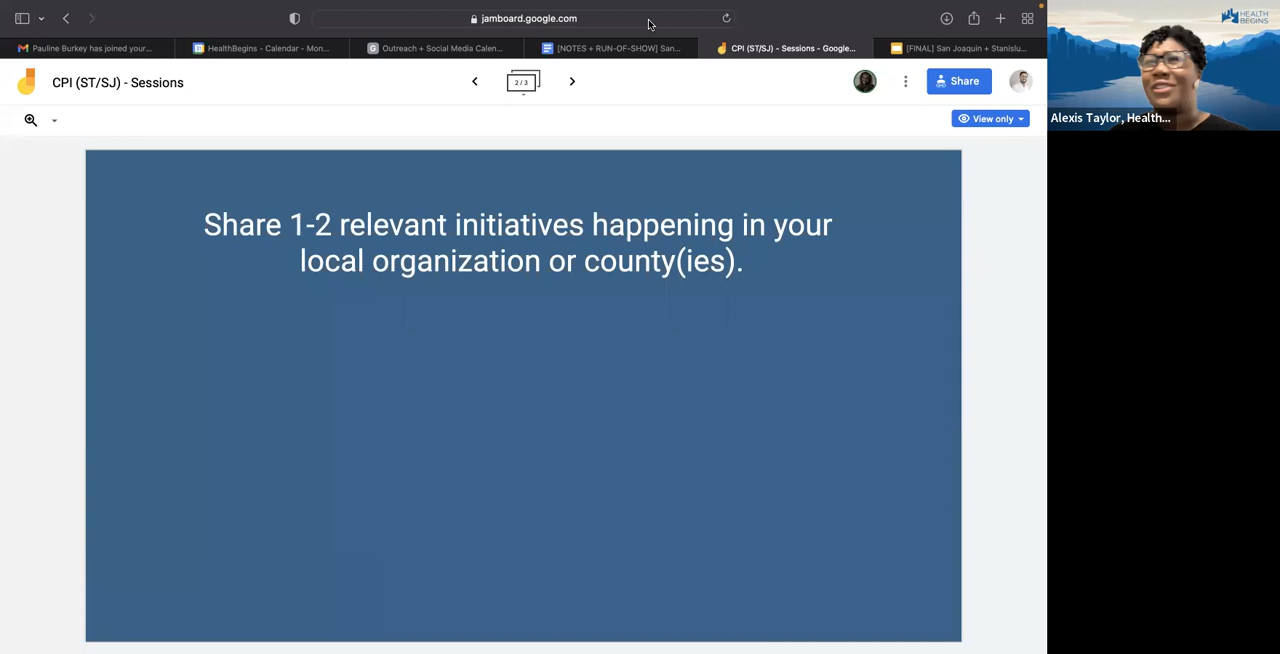 jamboard.google.com
Pauline Burkey has joined your...
HealthBegins - Calendar - Mon...
Outreach + Social Media Calen...
[NOTES + RUN-OF-SHOW] San...
CPI (ST/SJ) - Sessions - Google...
[FINAL] San Joaquin + Stanislu...
CPI (ST/SJ) - Sessions
2 / 3
Share
View only
Share 1-2 relevant initiatives happening in your
local organization or county(ies).
HEALTH
BEGINS
Alexis Taylor, Health...